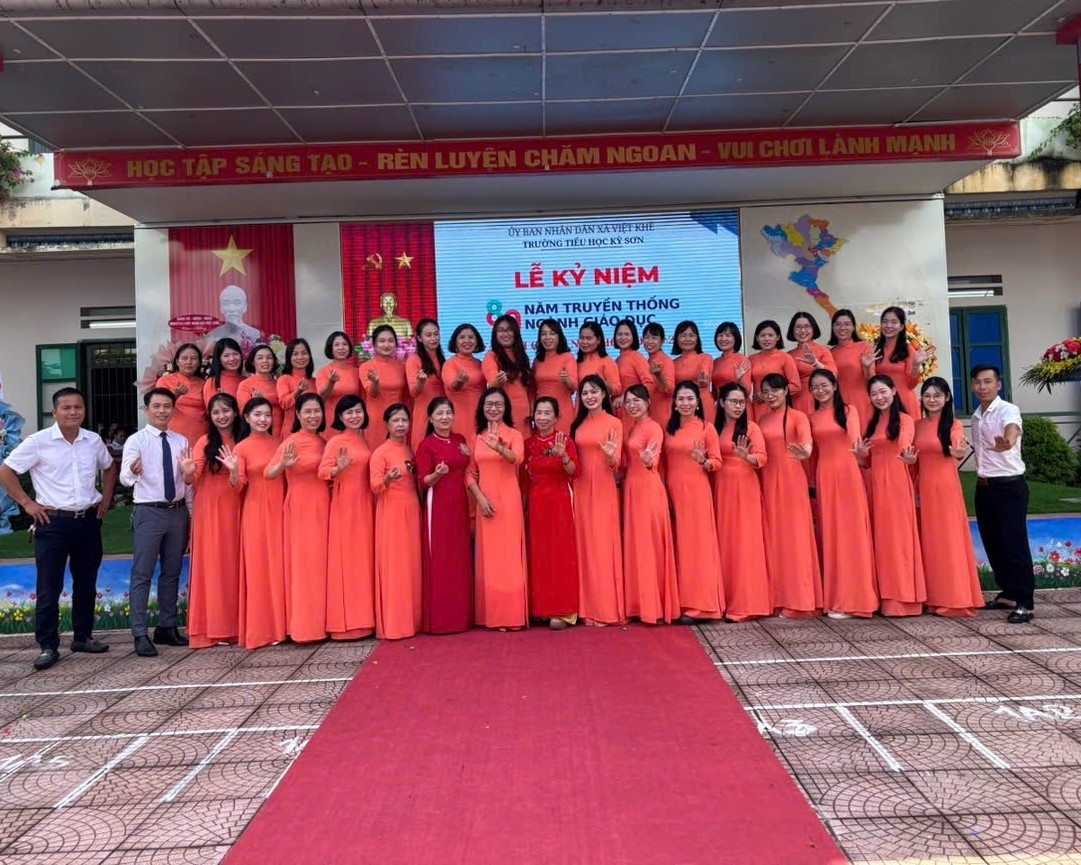 HỌC TẬP SÁNG TẠO - RÈN LUYỆN CHĂM NGOAN - VUI CHƠI LÀNH MẠNH
ỦY BAN NHÂN DÂN XÃ VIỆT KHÊ
TRƯỜNG TIỂU HỌC KỲ SƠN
LỄ KỶ NIỆM
80 NĂM TRUYỀN THỐNG
NGÀNH GIÁO DỤC